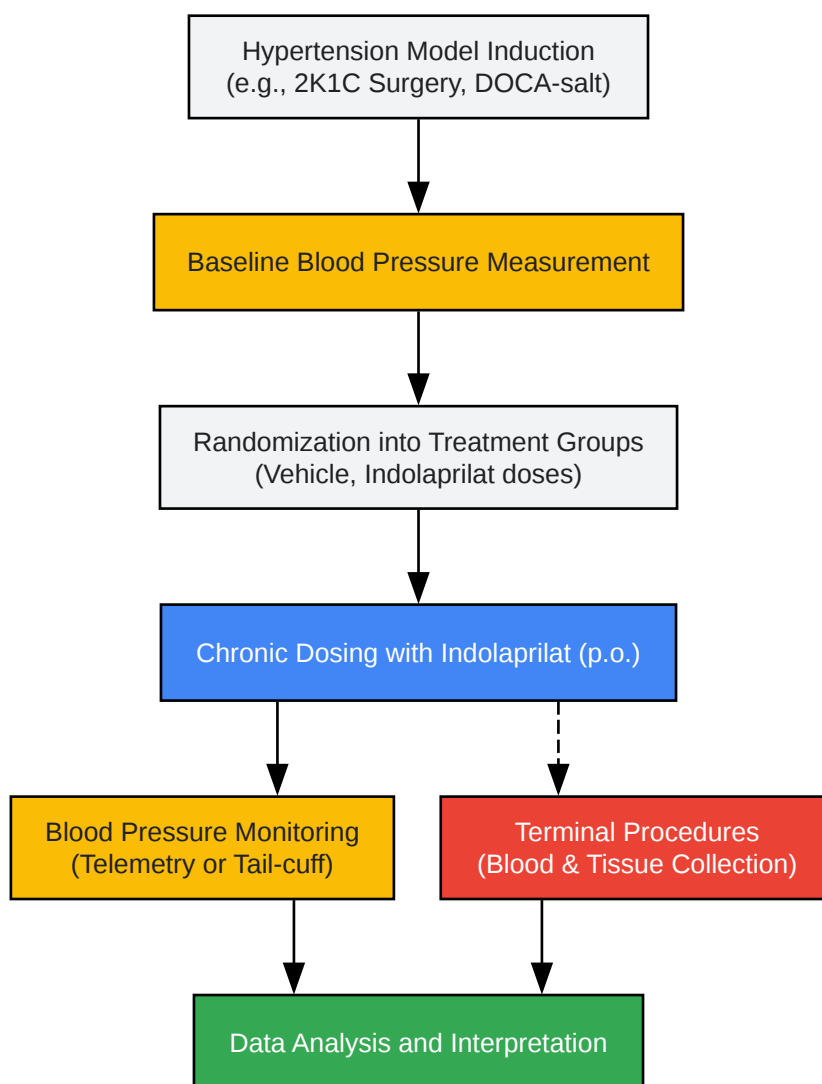 Hypertension Model Induction
(e.g., 2K1C Surgery, DOCA-salt)
Baseline Blood Pressure Measurement
Randomization into Treatment Groups
(Vehicle, Indolaprilat doses)
Chronic Dosing with Indolaprilat (p.o.)
Blood Pressure Monitoring
(Telemetry or Tail-cuff)
Terminal Procedures
(Blood & Tissue Collection)
Data Analysis and Interpretation